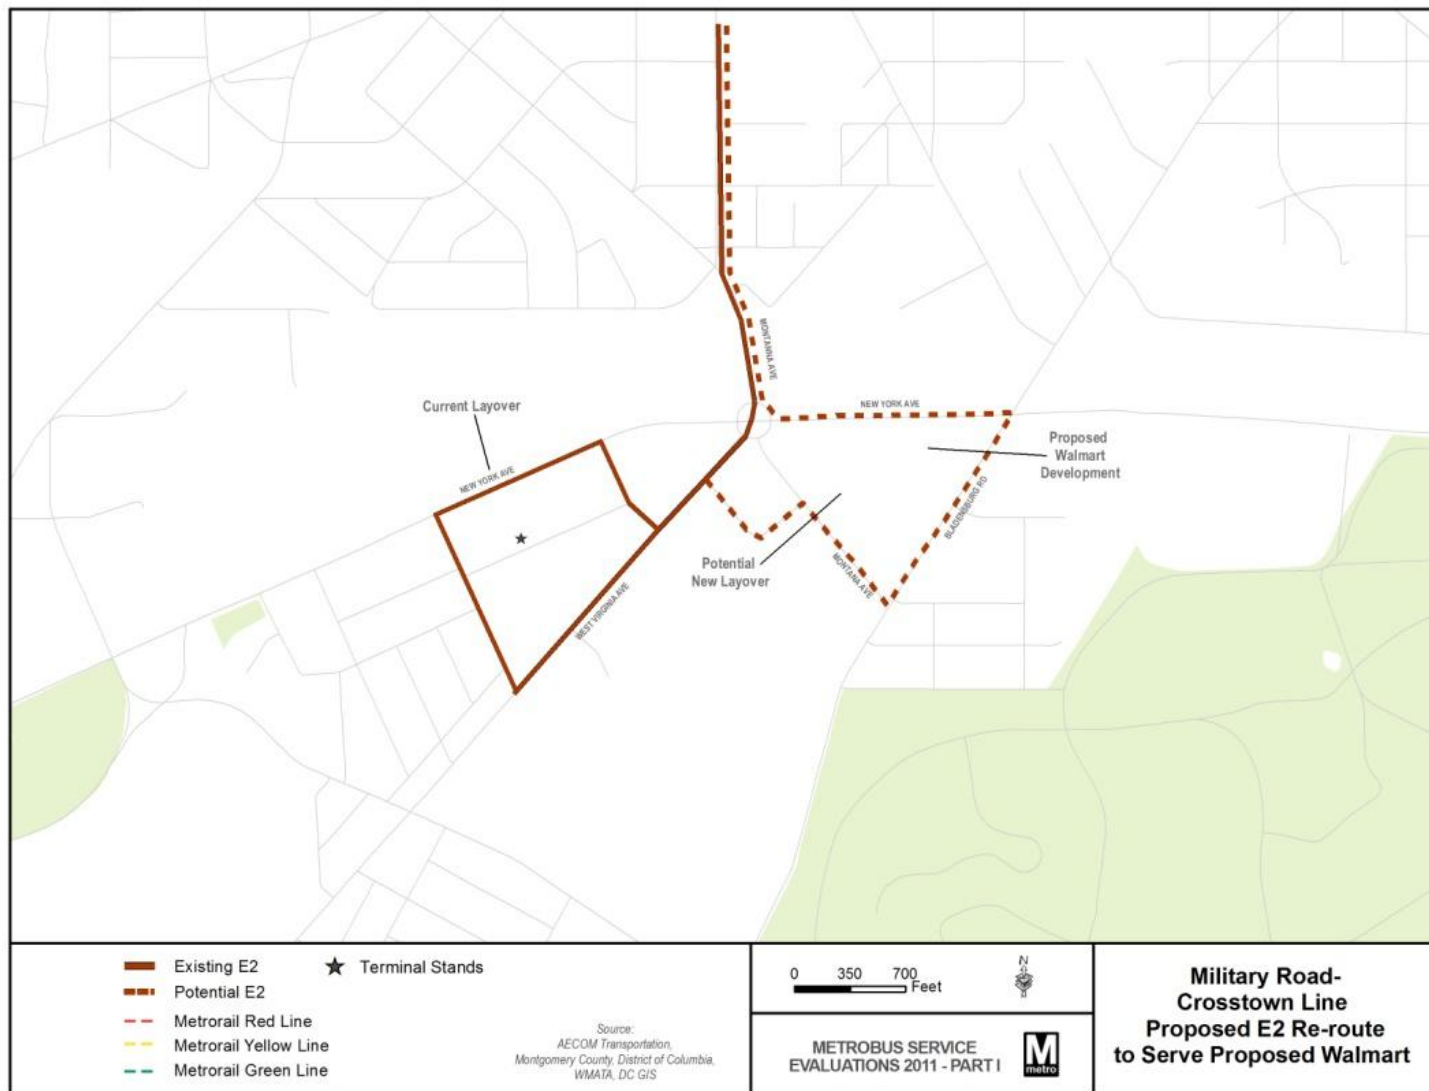 MONTANNA AVE
NEW YORK AVE
Current Layover
Proposed
Walmart
Development
NEW YORK AVE
BLADENSBURG RD
Potential
New Layover
MONTANA AVE
WEST VIRGINIA AVE
Existing E2
Terminal Stands
Potential E2
Metrorail Red Line
Metrorail Yellow Line
Metrorail Green Line
Source:
AECOM Transportation,
Montgomery County, District of Columbia,
WMATA, DC GIS
0 350 700
Feet
N
METROBUS SERVICE
EVALUATIONS 2011 - PART I
M
metro
Military Road-
Crosstown Line
Proposed E2 Re-route
to Serve Proposed Walmart